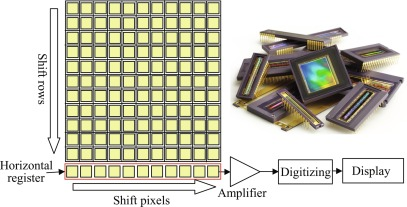 Shift rows
Horizontal
register
Shift pixels
Amplifier
Digitizing
Display